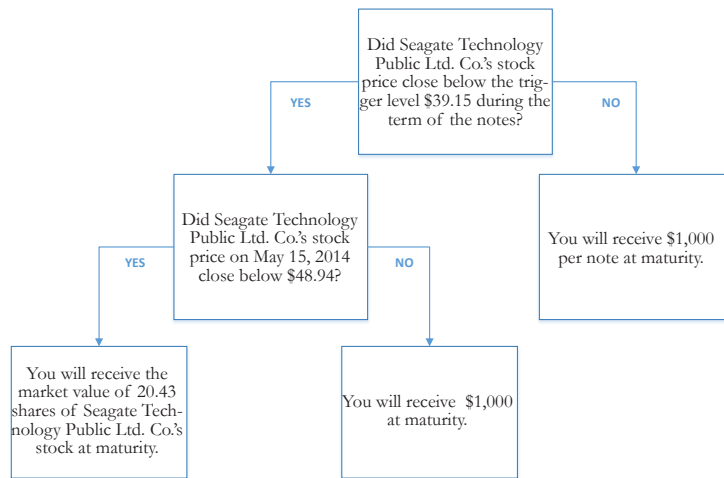 Did Seagate Technology
Public Ltd. Co.'s stock
price close below the trig-
ger level $39.15 during the
term of the notes?
YES
NO
Did Seagate Technology
Public Ltd. Co.'s stock
price on May 15, 2014
close below $48.94?
You will receive $1,000
per note at maturity.
YES
NO
You will receive the
market value of 20.43
shares of Seagate Tech-
nology Public Ltd. Co.'s
stock at maturity.
You will receive $1,000
at maturity.